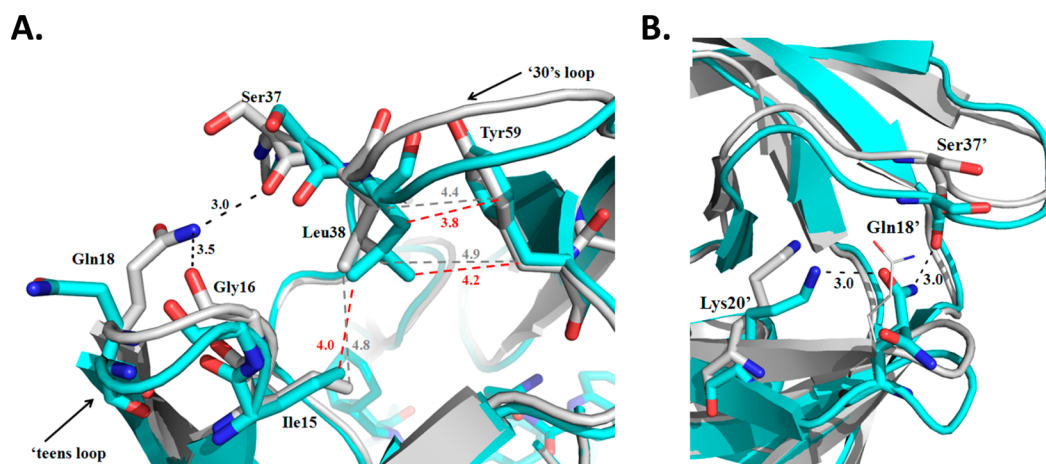 A.
B.
Ser37
'30's loop
Tyr59
3.0
4.4
3.8
Leu38
3.5
Gln18
Gly16
4.9
4.2
4.0
4.8
Ile15
'teens loop
Ser37'
Gln18'
3.0
3.0
Lys20'